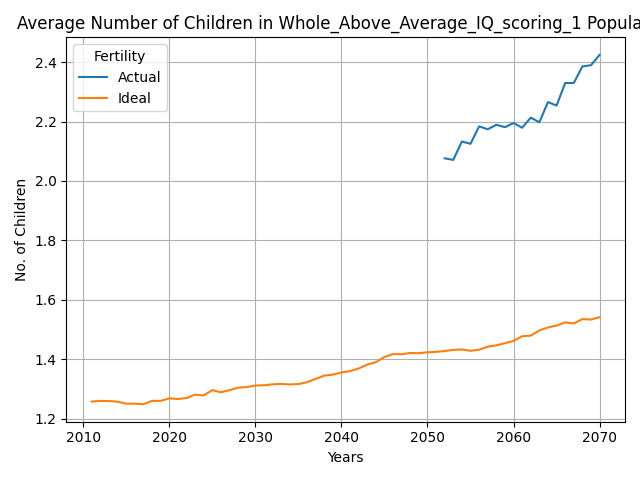 Average Number of Children in Whole_Above_Average_IQ_scoring_1 Popula
Fertility
Actual
Ideal
No. of Children
2.4
2.2
2.0
1.8
1.6
1.4
1.2
2010 2020 2030 2040 2050 2060 2070
Years